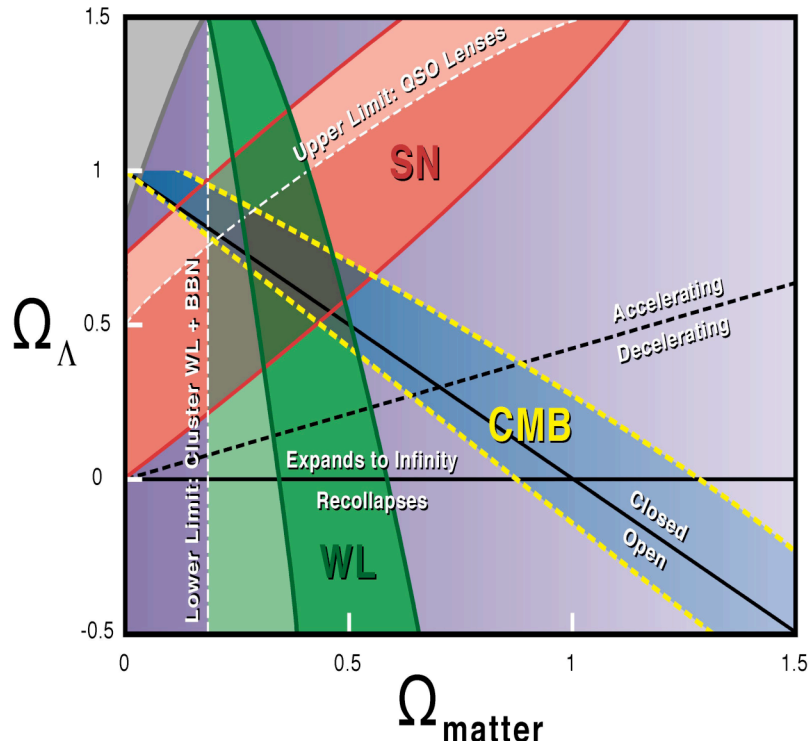 1.5
Upper Limit: QSO Lenses
SN
1
Lower Limit: Cluster WL + BBN
Ω Λ
0.5
Accelerating
Decelerating
CMB
Expands to Infinity
0
Recollapses
Closed
Open
WL
-0.5
0
0.5
1
1.5
Ω matter